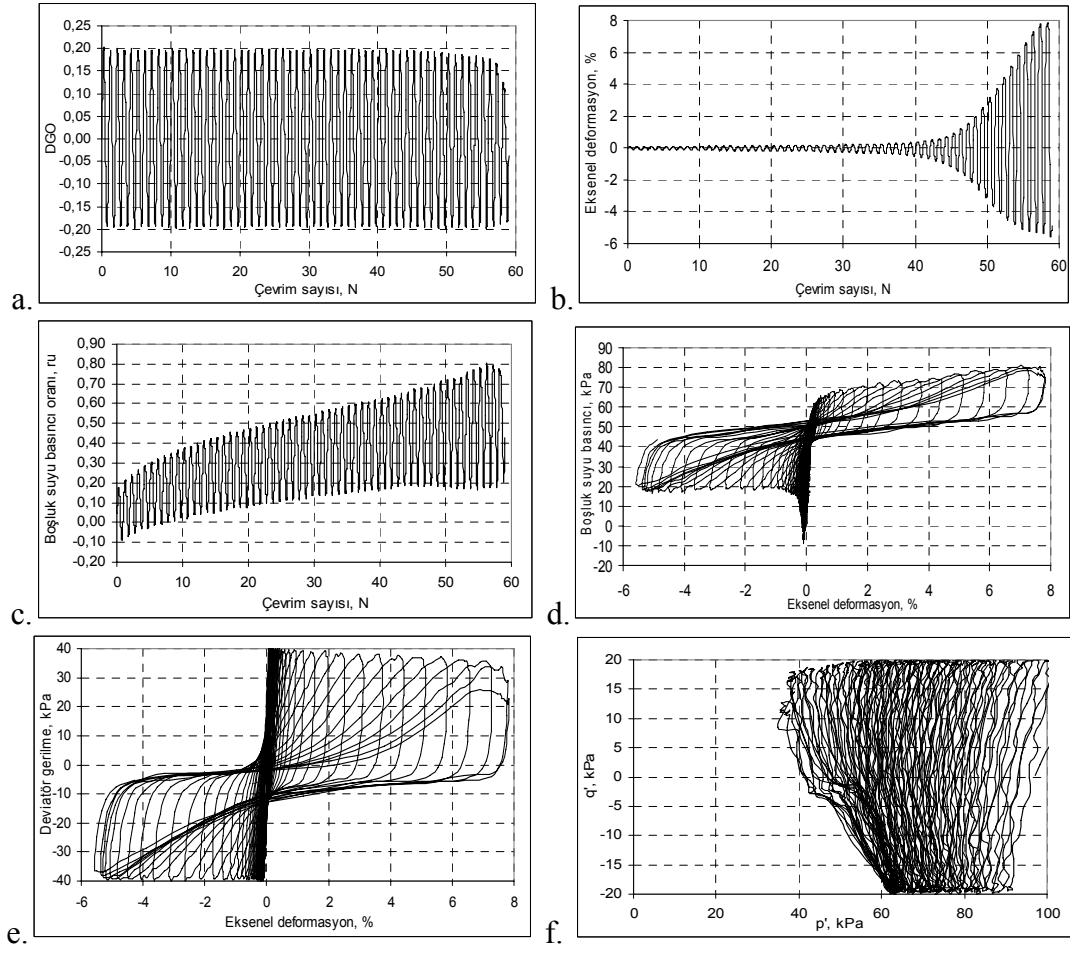 0,25
0,20
0,15
0,10
0,05
0,00
-0,05
-0,10
-0,15
-0,20
-0,25
DGO
0 10 20 30 40 50 60
Çevrim sayısı, N
a.
8
6
4
2
0
-2
-4
-6
Eksenel deformasyon, %
0 10 20 30 40 50 60
Çevrim sayısı, N
b.
0,90
0,80
0,70
0,60
0,50
0,40
0,30
0,20
0,10
0,00
-0,10
-0,20
Boşluk suyu basıncı oranı, ru
0 10 20 30 40 50 60
Çevrim sayısı, N
c.
90
80
70
60
50
40
30
20
10
0
-10
-20
Boşluk suyu basıncı, kPa
-6 -4 -2 0 2 4 6 8
Eksenel deformasyon, %
d.
40
30
20
10
0
-10
-20
-30
-40
Deviatör gerilme, kPa
-6 -4 -2 0 2 4 6 8
Eksenel deformasyon, %
e.
20
15
10
5
0
-5
-10
-15
-20
q', kPa
0 20 40 60 80 100
p', kPa
f.